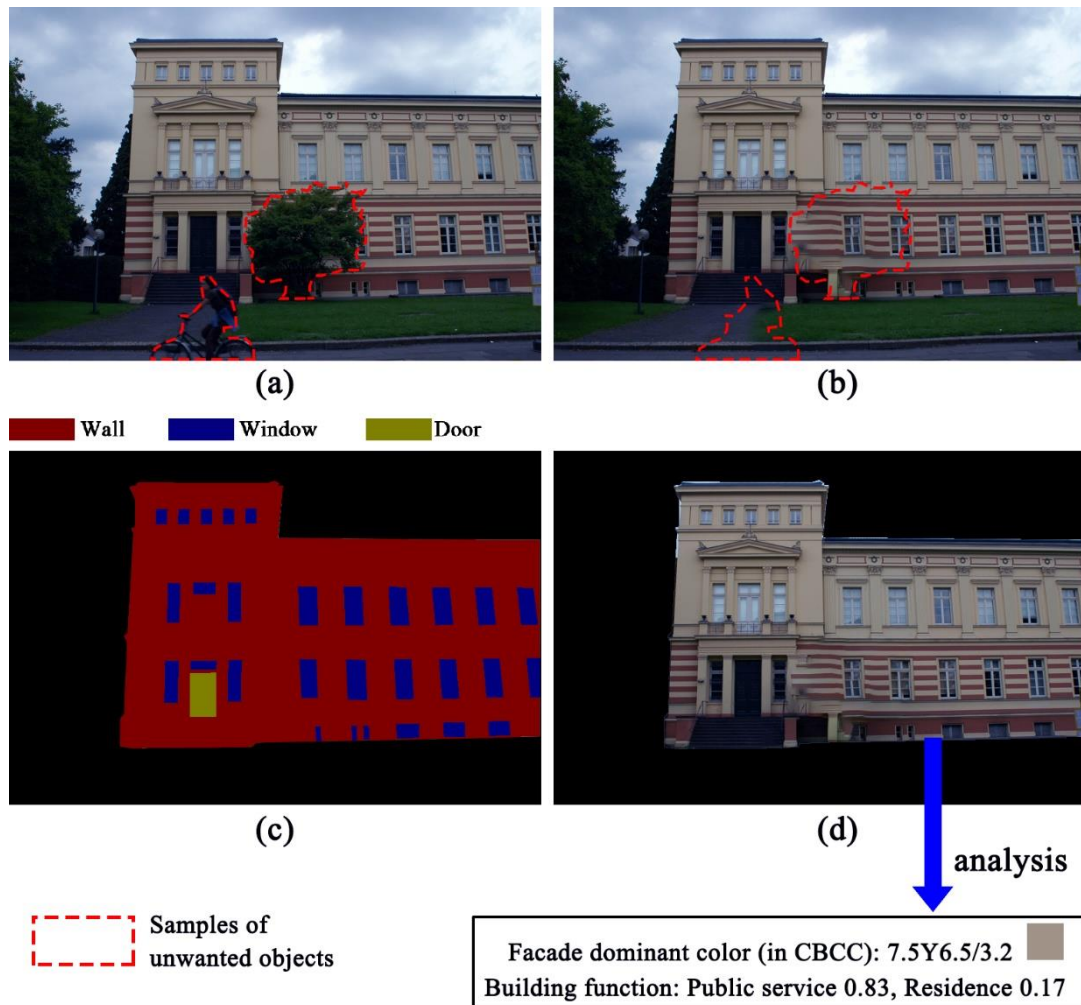 (a)
(b)
Wall
Window
Door
(c)
(d)
analysis
Samples of
unwanted objects
Facade dominant color (in CBCC): 7.5Y6.5/3.2
Building function: Public service 0.83, Residence 0.17